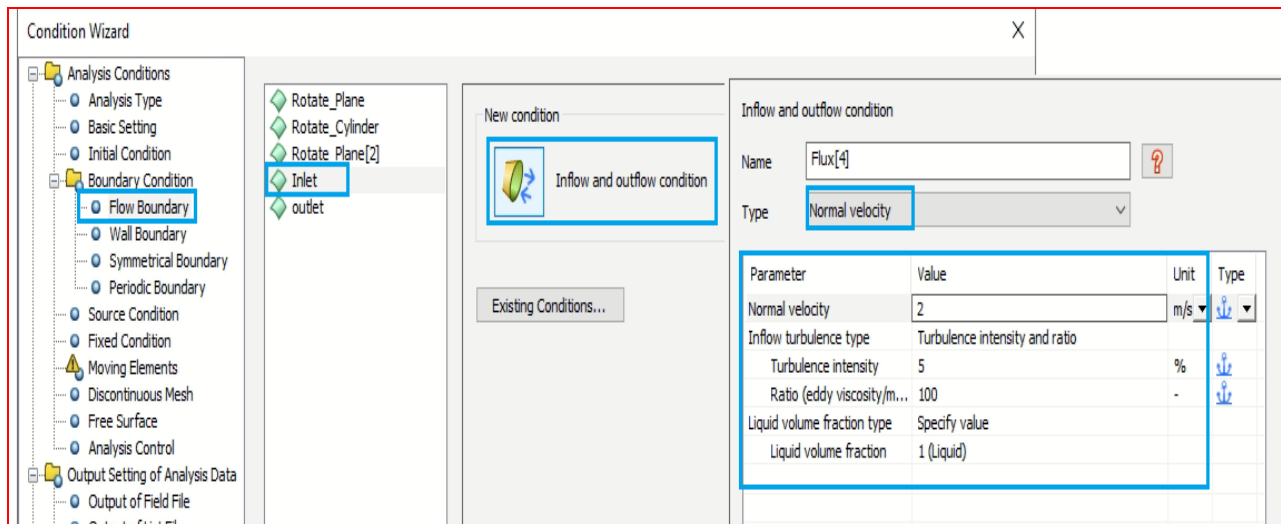 Condition Wizard
X
Analysis Conditions
Analysis Type
Basic Setting
Initial Condition
Boundary Condition
Flow Boundary
Wall Boundary
Symmetrical Boundary
Periodic Boundary
Source Condition
Fixed Condition
Moving Elements
Discontinuous Mesh
Free Surface
Analysis Control
Output Setting of Analysis Data
Output of Field File
Rotate_Plane
Rotate_Cylinder
Rotate_Plane[2]
Inlet
outlet
New condition
Inflow and outflow condition
Existing Conditions...
Inflow and outflow condition
Name Flux[4] ?
Type Normal velocity
Parameter Value Unit Type
Normal velocity 2 m/s
Inflow turbulence type Turbulence intensity and ratio
Turbulence intensity 5 %
Ratio (eddy viscosity/m... 100 -
Liquid volume fraction type Specify value
Liquid volume fraction 1 (Liquid)